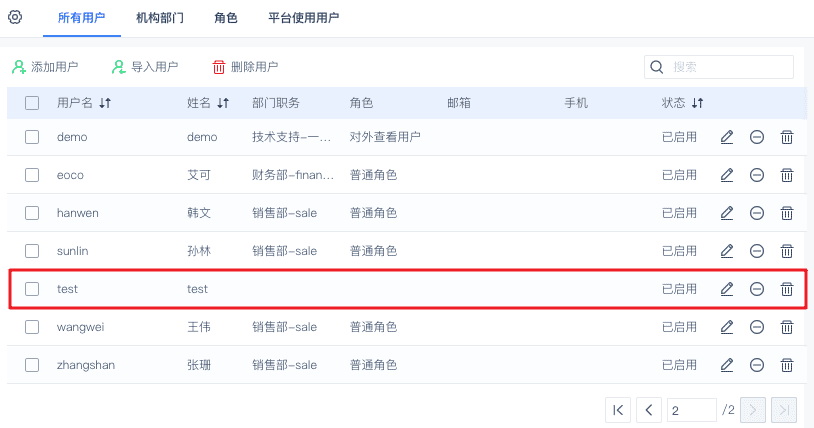 所有用户 机构部门 角色 平台使用用户
添加用户 导入用户 删除用户 搜索
用户名 姓名 部门职务 角色 邮箱 手机 状态
demo demo 技术支持-一... 对外查看用户 已启用
eoco 艾可 财务部-finan... 普通角色 已启用
hanwen 韩文 销售部-sale 普通角色 已启用
sunlin 孙林 销售部-sale 普通角色 已启用
test test 已启用
wangwei 王伟 销售部-sale 普通角色 已启用
zhangshan 张珊 销售部-sale 普通角色 已启用
2 /2